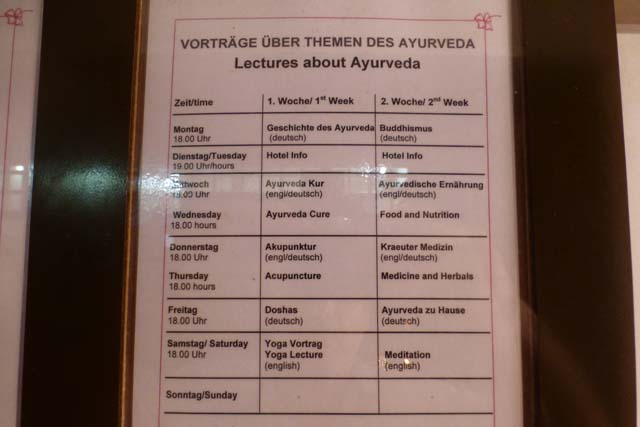 VORTRÄGE ÜBER THEMEN DES AYURVEDA
Lectures about Ayurveda
Zeit/time 1. Woche/ 1st Week 2. Woche/ 2nd Week
Montag Geschichte des Ayurveda Buddhismus
18.00 Uhr (deutsch) (deutsch)
Dienstag/Tuesday Hotel Info Hotel Info
19.00 Uhr/hours
Mittwoch Ayurveda Kur Ayurvedische Ernährung
18.00 Uhr (engl/deutsch) (engl/deutsch)
Wednesday Ayurveda Cure Food and Nutrition
18.00 hours
Donnerstag Akupunktur Kraeuter Medizin
18.00 Uhr (engl/deutsch) (engl/deutsch)
Thursday Acupuncture Medicine and Herbals
18.00 hours
Freitag Doshas Ayurveda zu Hause
18.00 Uhr (deutsch) (deutsch)
Samstag/ Saturday Yoga Vortrag
18.00 Uhr Yoga Lecture Meditation
(english) (english)
Sonntag/Sunday